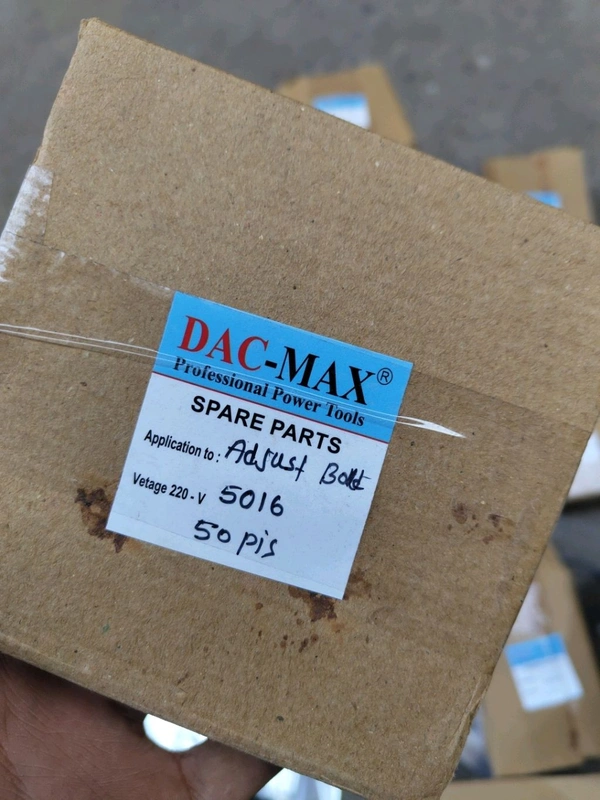 DAC-MAX®
Professional Power Tools
SPARE PARTS
Application to: Adjust Bolt
Vetage 220 - V 5016
50 pis